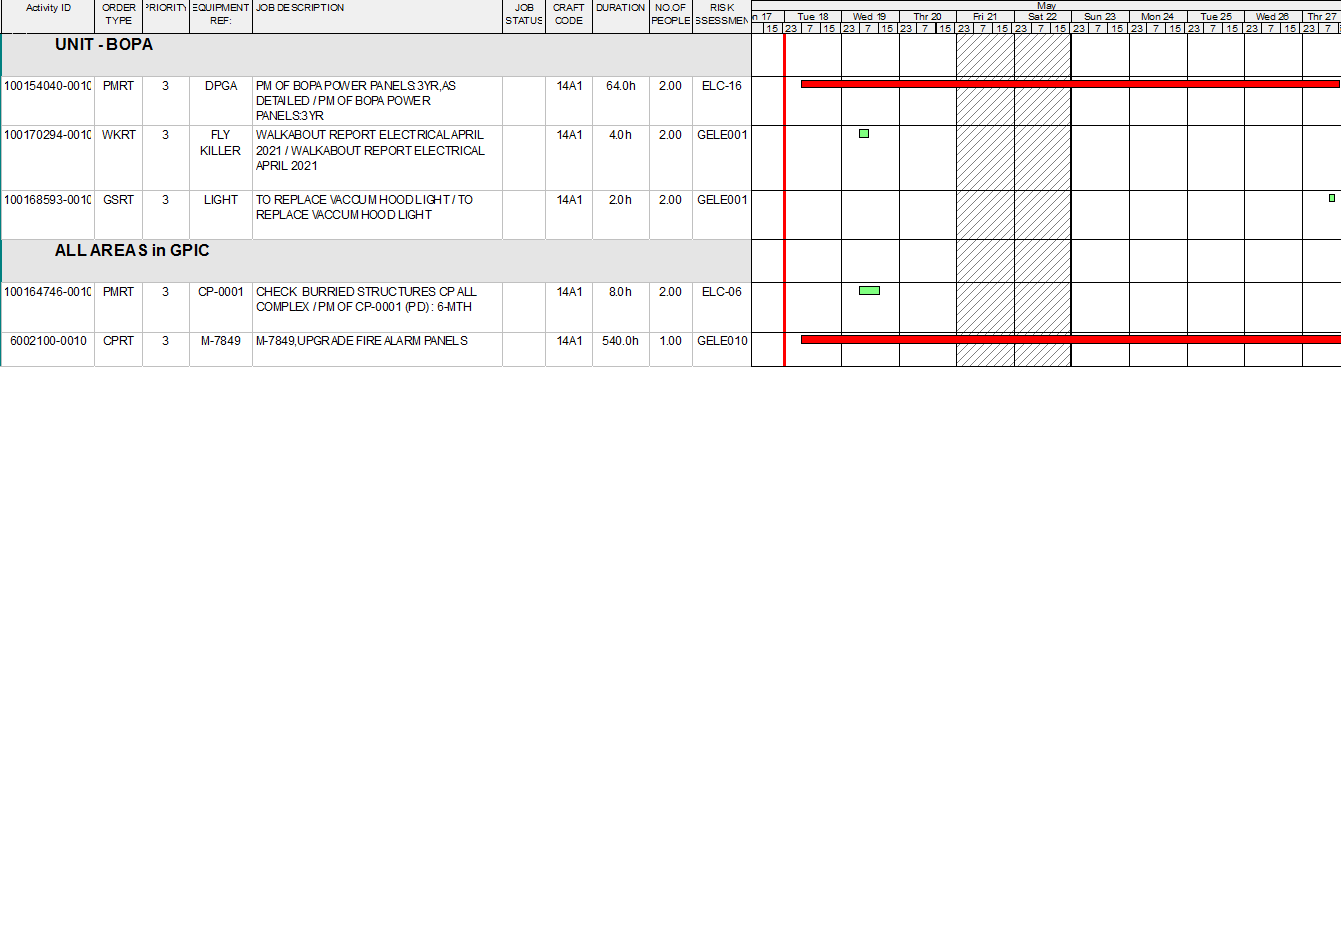 Activity ID ORDER TYPE PRIORITY EQUIPMENT REF: JOB DESCRIPTION JOB STATUS CRAFT CODE DURATION NO.OF PEOPLE RISK SSESSMEN
May
n 17 Tue 18 Wed 19 Thr 20 Fri 21 Sat 22 Sun 23 Mon 24 Tue 25 Wed 26 Thr 27
15 23 7 15 23 7 15 23 7 15 23 7 15 23 7 15 23 7 15 23 7 15 23 7 15 23 7 15 23 7
UNIT - BOPA
100154040-0010 PMRT 3 DPGA PM OF BOPA POWER PANELS:3YR,AS 14A1 64.0h 2.00 ELC-16
DETAILED / PM OF BOPA POWER
PANELS:3YR
100170294-0010 WKRT 3 FLY WALKABOUT REPORT ELECTRICAL APRIL 14A1 4.0h 2.00 GELE001
KILLER 2021 / WALKABOUT REPORT ELECTRICAL
APRIL 2021
100168593-0010 GSRT 3 LIGHT TO REPLACE VACCUM HOOD LIGHT / TO 14A1 2.0h 2.00 GELE001
REPLACE VACCUM HOOD LIGHT
ALL AREAS in GPIC
100164746-0010 PMRT 3 CP-0001 CHECK BURRIED STRUCTURES CP ALL 14A1 8.0h 2.00 ELC-06
COMPLEX / PM OF CP-0001 (PD) : 6-MTH
6002100-0010 CPRT 3 M-7849 M-7849,UPGRADE FIRE ALARM PANELS 14A1 540.0h 1.00 GELE010